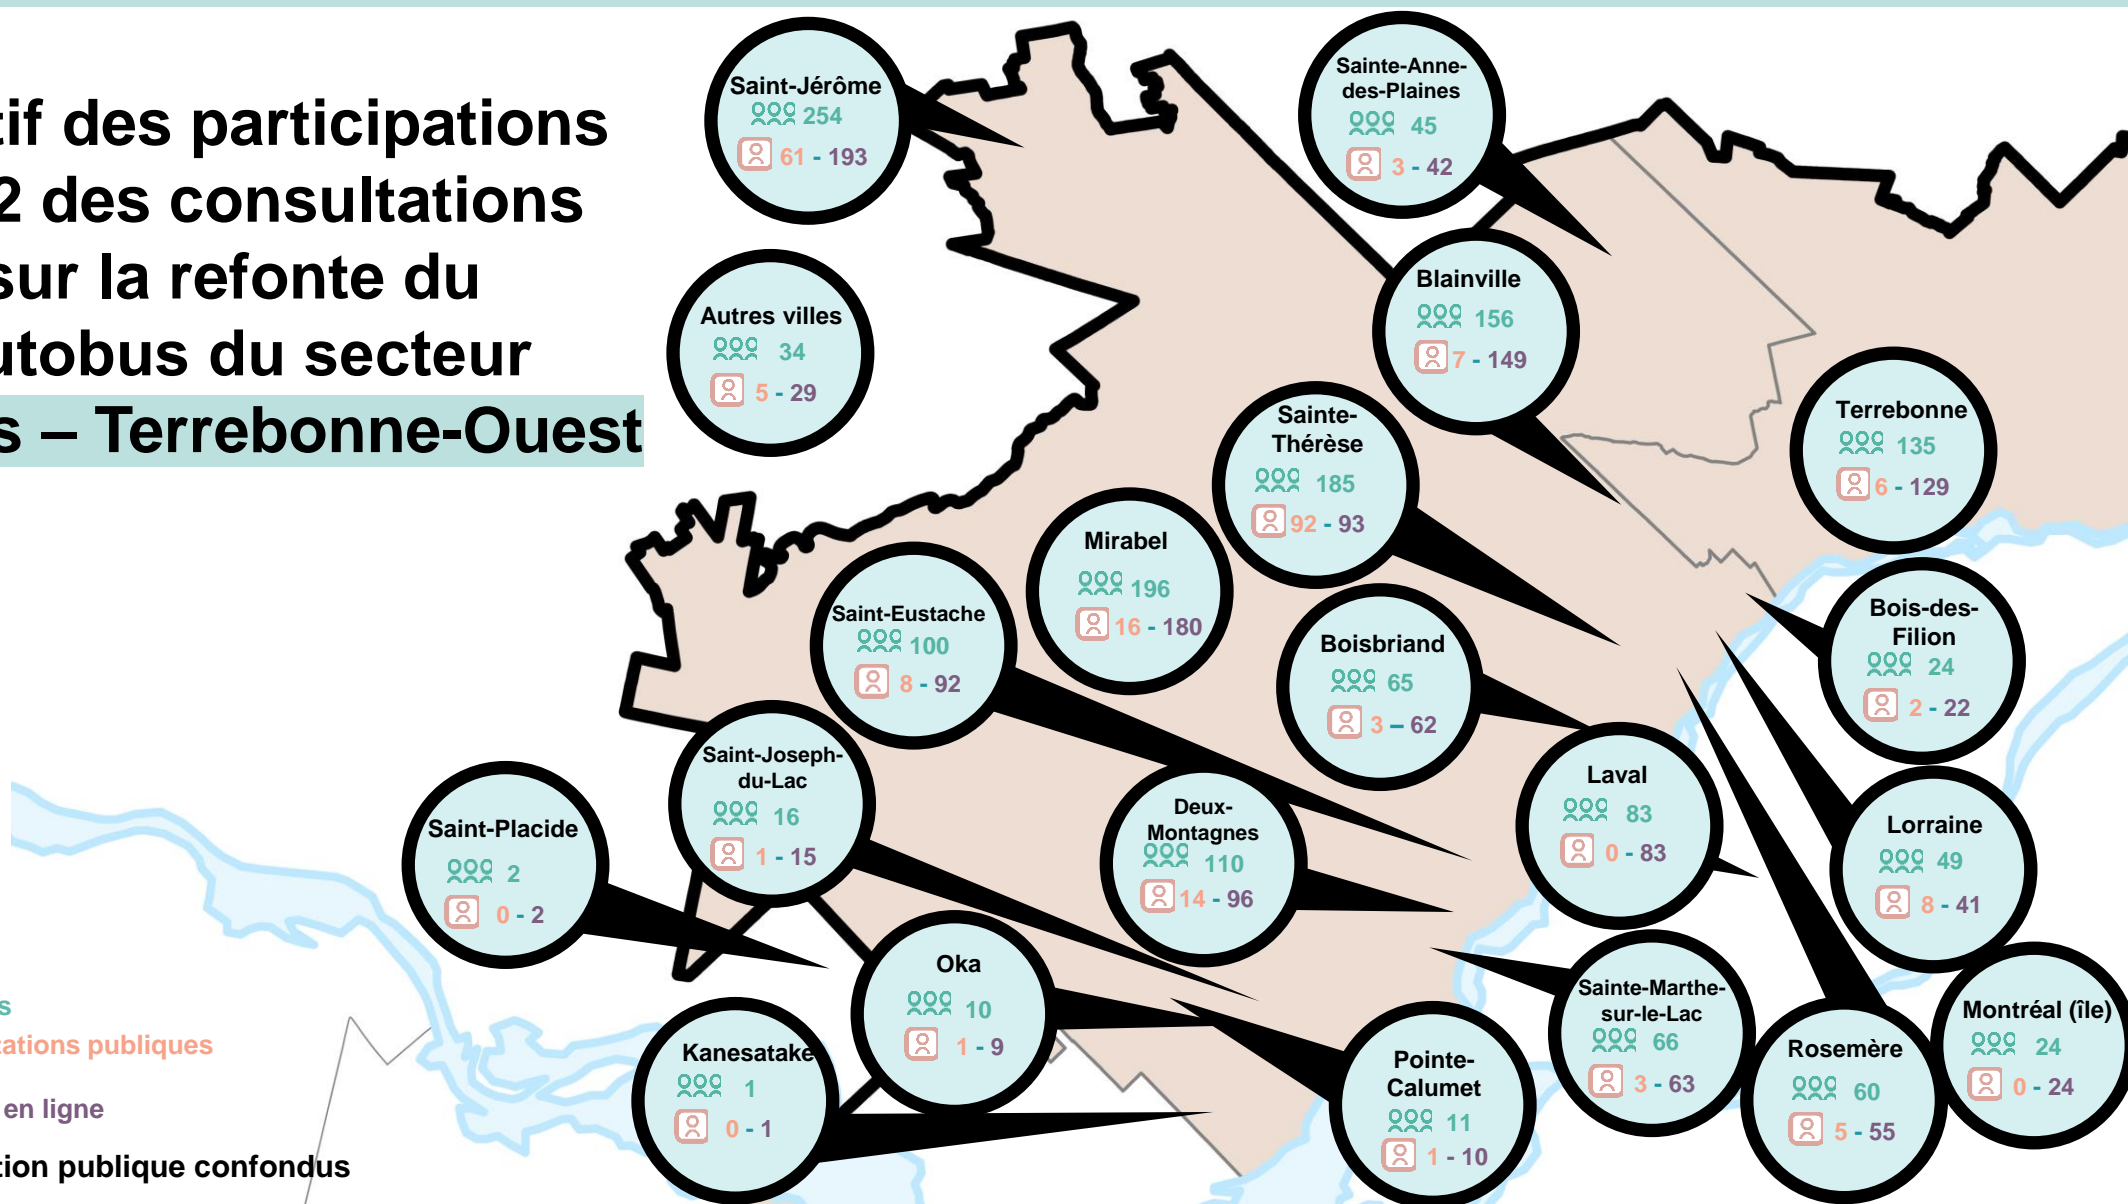 tif des participations
2 des consultations
sur la refonte du
utobus du secteur
s – Terrebonne-Ouest
Saint-Jérôme
254
61 - 193
Sainte-Anne-
des-Plaines
45
3 - 42
Autres villes
34
5 - 29
Blainville
156
7 - 149
Sainte-
Thérèse
185
92 - 93
Terrebonne
135
6 - 129
Mirabel
196
16 - 180
Saint-Eustache
100
8 - 92
Boisbriand
65
3 – 62
Bois-des-
Filion
24
2 - 22
Saint-Joseph-
du-Lac
16
1 - 15
Deux-
Montagnes
110
14 - 96
Laval
83
0 - 83
Lorraine
49
8 - 41
Saint-Placide
2
0 - 2
Oka
10
1 - 9
Sainte-Marthe-
sur-le-Lac
66
3 - 63
Montréal (île)
24
0 - 24
Kanesatake
1
0 - 1
Pointe-
Calumet
11
1 - 10
Rosemère
60
5 - 55
s
tations publiques
en ligne
tion publique confondus